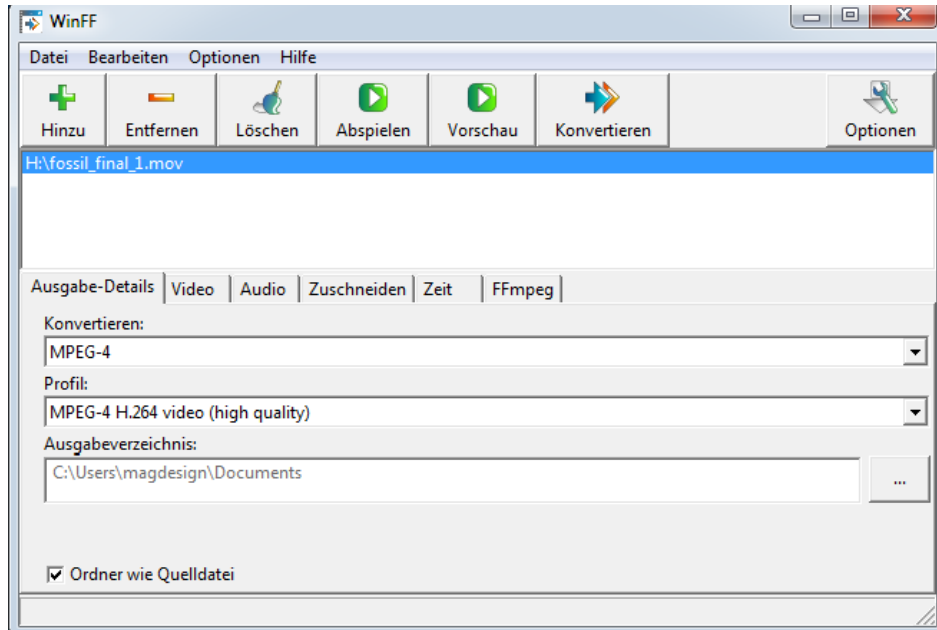 WinFF
Datei Bearbeiten Optionen Hilfe
Hinzu Entfernen Löschen Abspielen Vorschau Konvertieren Optionen
H:\fossil_final_1.mov
Ausgabe-Details Video Audio Zuschneiden Zeit FFmpeg
Konvertieren:
MPEG-4
Profil:
MPEG-4 H.264 video (high quality)
Ausgabeverzeichnis:
C:\Users\magdesign\Documents
...
Ordner wie Quelldatei